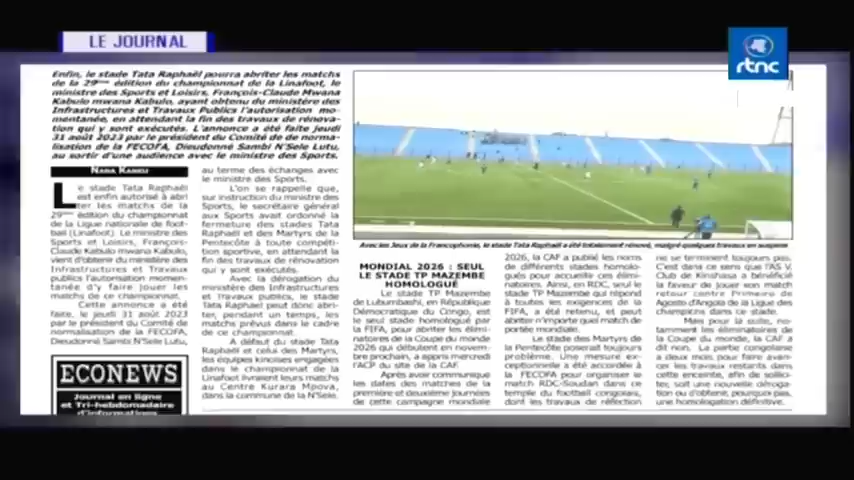 LE JOURNAL
rtnc
Enfin, le stade Tata Raphaël pourra abriter les matchs
de la 29ème édition du championnat de la Linafoot, le
ministre des Sports et Loisirs, François-Claude Mwana
Kabulo mwana Kabulo, ayant obtenu du ministère des
Infrastructures et Travaux Publics l'autorisation mo-
mentanée, en attendant la fin des travaux de rénova-
tion qui y sont exécutés. L'annonce a été faite jeudi
31 août 2023 par le président du Comité de de norma-
lisation de la FECOFA, Dieudonné Sambi N'Sele Lutu,
au sortir d'une audience avec le ministre des Sports.
Le stade Tata Raphaël
est enfin autorisé à abri
ter les matchs de la
29ème édition du championnat
de la Ligue nationale de foot-
ball (Linafoot). Le ministre des
Sports et Loisirs, François-
Claude Kabulo mwana Kabulo,
vient d'obtenir du ministère des
Infrastructures et Travaux
publics l'autorisation momen-
tanée d'y faire jouer les
matchs de ce championnat.
Cette annonce a été
faite, le jeudi 31 août 2023
par le président du Comité de
normalisation de la FECOFA,
Dieudonné Sambi N'Sele Lutu,
ECONEWS
Journal en ligne
et Tri-hebdomadaire
d'informations
au terme des échanges avec
le ministre des Sports.
L'on se rappelle que,
sur instruction du ministre des
Sports, le secrétaire général
aux Sports avait ordonné la
fermeture des stades Tata
Raphaël et des Martyrs de la
Pentecôte à toute compéti-
tion sportive, en attendant la
fin des travaux de rénovation
qui y sont exécutés.
Avec la dérogation du
ministère des Infrastructures
et Travaux publics, le stade
Tata Raphaël peut donc abri-
ter, pendant un temps, les
matchs prévus dans le cadre
de ce championnat.
A défaut du stade Tata
Raphaël et celui des Martyrs,
les équipes kinoises engagées
dans le championnat de la
Linafoot livraient leurs matchs
au Centre Kurara Mpova,
dans la commune de la N'Sele.
Avec les Jeux de la Francophonie, le stade Tata Raphaël a été totalement rénové, malgré quelques travaux en suspens
MONDIAL 2026 : SEUL
LE STADE TP MAZEMBE
HOMOLOGUÉ
Le stade TP Mazembe
de Lubumbashi, en République
Démocratique du Congo, est
le seul stade homologué par
la FIFA, pour abriter les élimi-
natoires de la Coupe du monde
2026 qui débutent en novem-
bre prochain, a appris mercredi
l'ACP du site de la CAF.
Après avoir communiqué
les dates des matches de la
première et deuxième journées
de cette campagne mondiale
2026, la CAF a publié les noms
de différents stades homolo-
gués pour accueillir ces élimi-
natoires. Ainsi, en RDC, seul le
stade TP Mazembe qui répond
à toutes les exigences de la
FIFA, a été retenu, et peut
abriter n'importe quel match de
portée mondiale.
Le stade des Martyrs de
la Pentecôte poserait toujours
problème. Une mesure ex-
ceptionnelle a été accordée à
la FECOFA pour organiser le
match RDC-Soudan dans ce
temple du football congolais,
dont les travaux de réfection
ne se terminent toujours pas.
C'est dans ce sens que l'AS V.
Club de Kinshasa a bénéficié
la faveur de jouer son match
retour contre Primeiro de
Agosto d'Angola de la Ligue des
champions dans ce stade.
Mais pour la suite, no-
tamment les éliminatoires de
la Coupe du monde, la CAF a
dit non. La partie congolaise
a deux mois pour faire avan-
cer les travaux restants dans
cette enceinte, afin de sollici-
ter, soit une nouvelle déroga-
tion ou d'obtenir, pourquoi pas,
une homologation définitive.